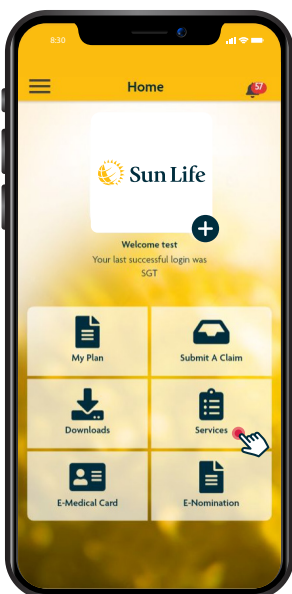 8:30
Home
57
Sun Life
Welcome test
Your last successful login was
SGT
My Plan
Submit A Claim
Downloads
Services
E-Medical Card
E-Nomination